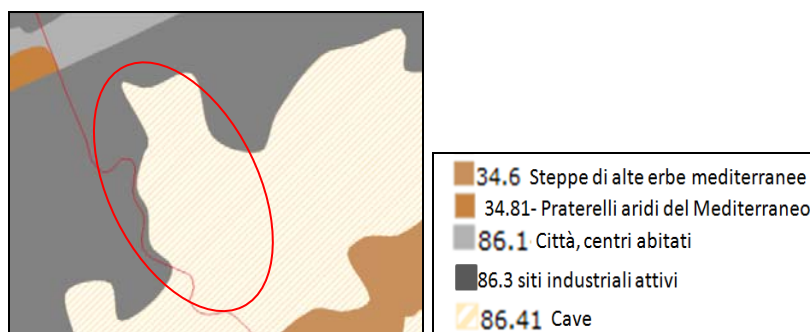 34.6 Steppe di alte erbe mediterranee
34.81- Praterelli aridi del Mediterraneo
86.1 Città, centri abitati
86.3 siti industriali attivi
86.41 Cave